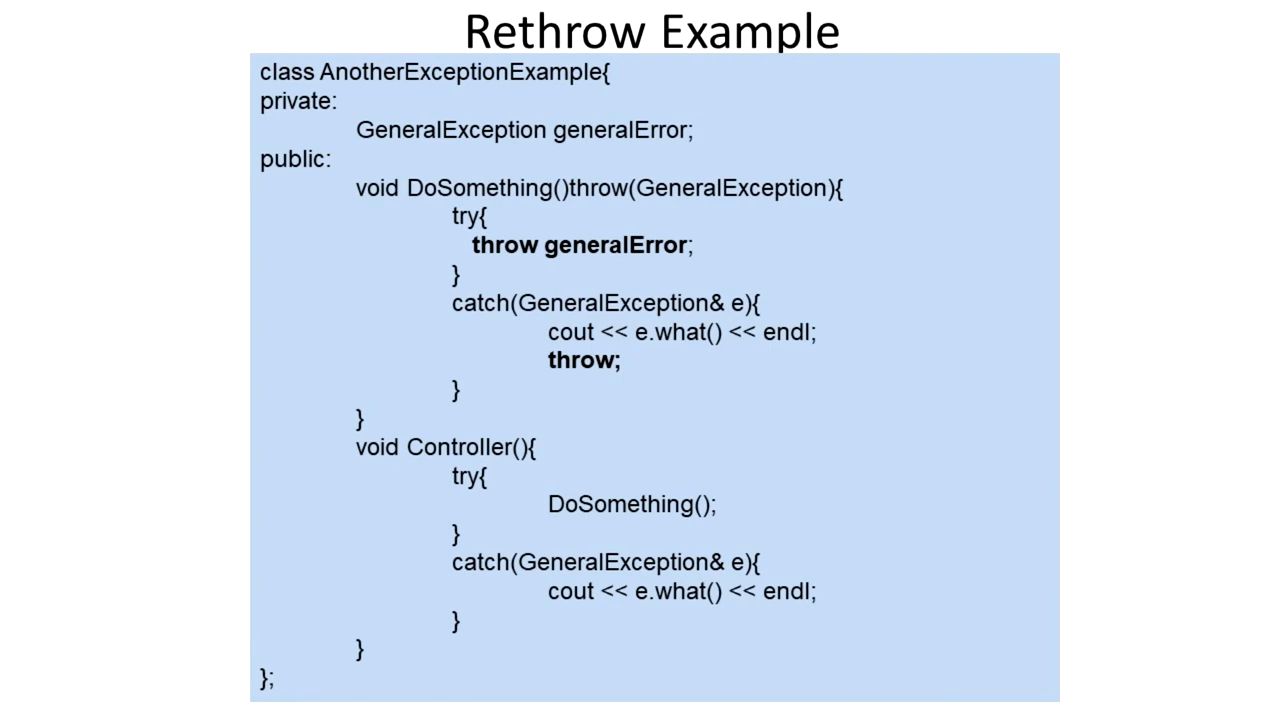 Rethrow Example
class AnotherExceptionExample{
private:
GeneralException generalError;
public:
void DoSomething()throw(GeneralException){
try{
throw generalError;
}
catch(GeneralException& e){
cout << e.what() << endl;
throw;
}
}
void Controller(){
try{
DoSomething();
}
catch(GeneralException& e){
cout << e.what() << endl;
}
}
};